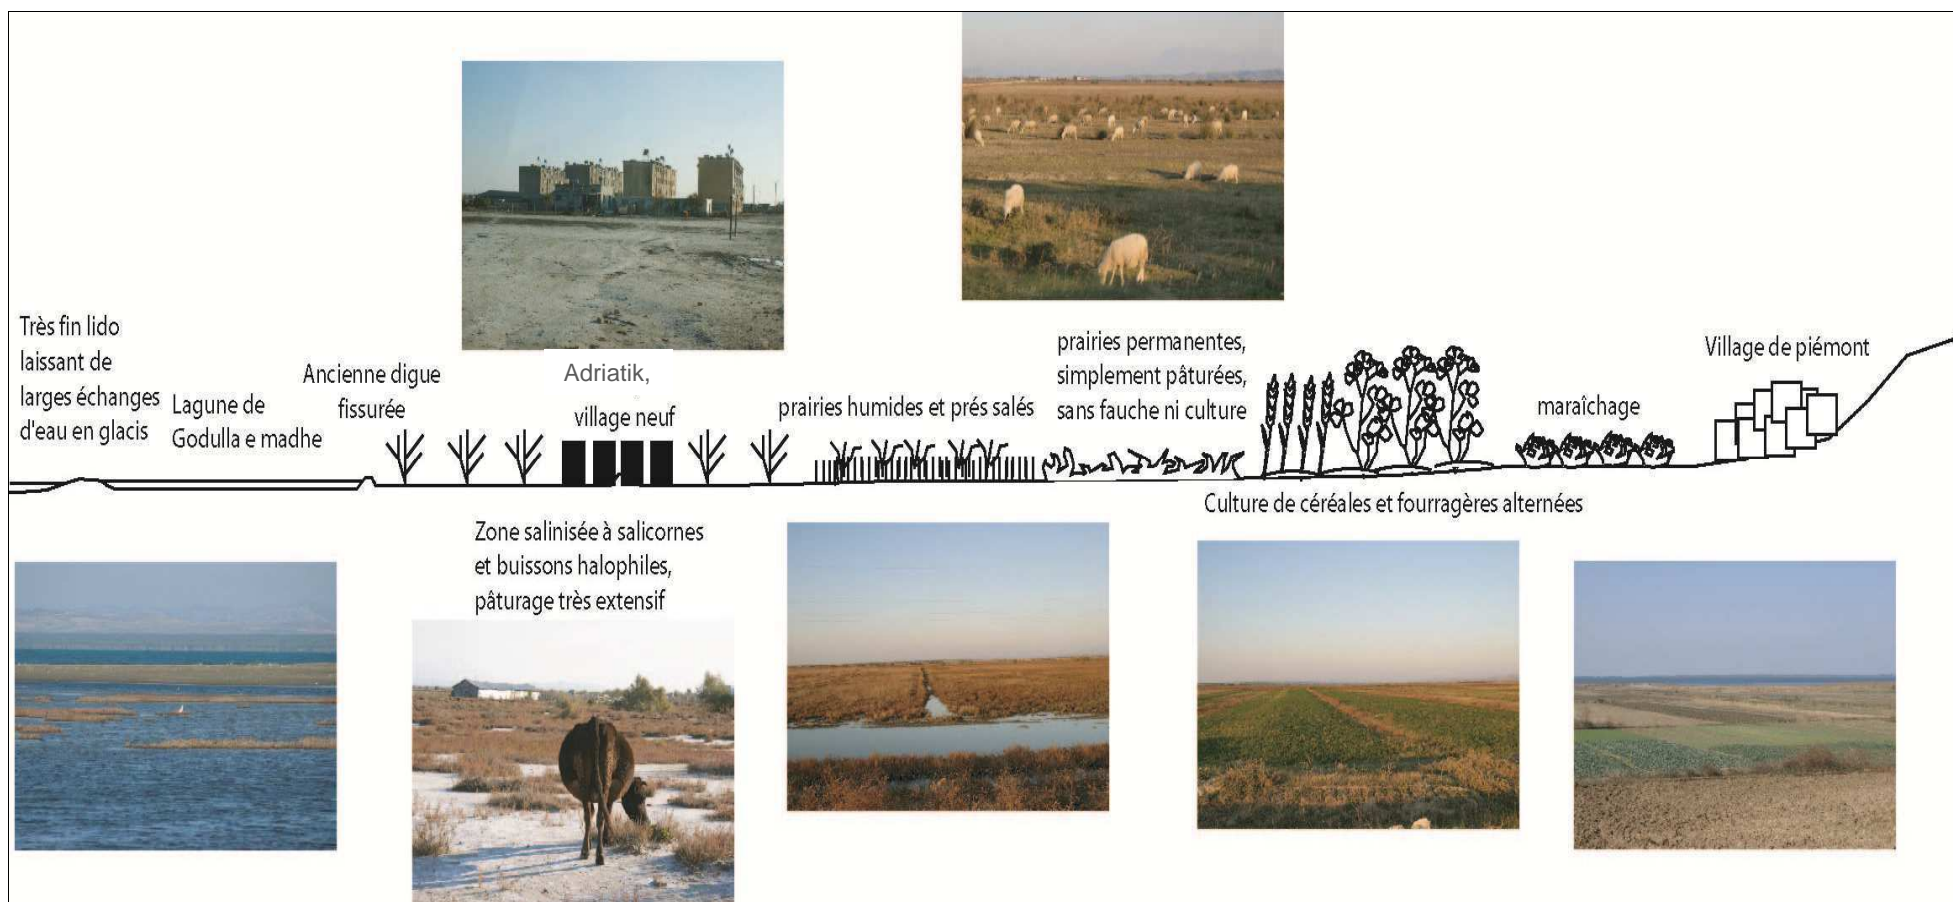 Très fin lido
laissant de
larges échanges
d'eau en glacis
Lagune de
Godulla e madhe
Ancienne digue
fissurée
Adriatik,
village neuf
Zone salinisée à salicornes
et buissons halophiles,
pâturage très extensif
prairies humides et prés salés
prairies permanentes,
simplement pâturées,
sans fauche ni culture
Culture de céréales et fourragères alternées
maraîchage
Village de piémont